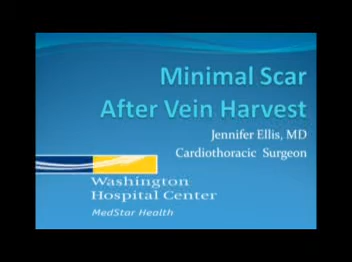 Minimal Scar
After Vein Harvest
Jennifer Ellis, MD
Cardiothoracic Surgeon
Washington
Hospital Center
MedStar Health